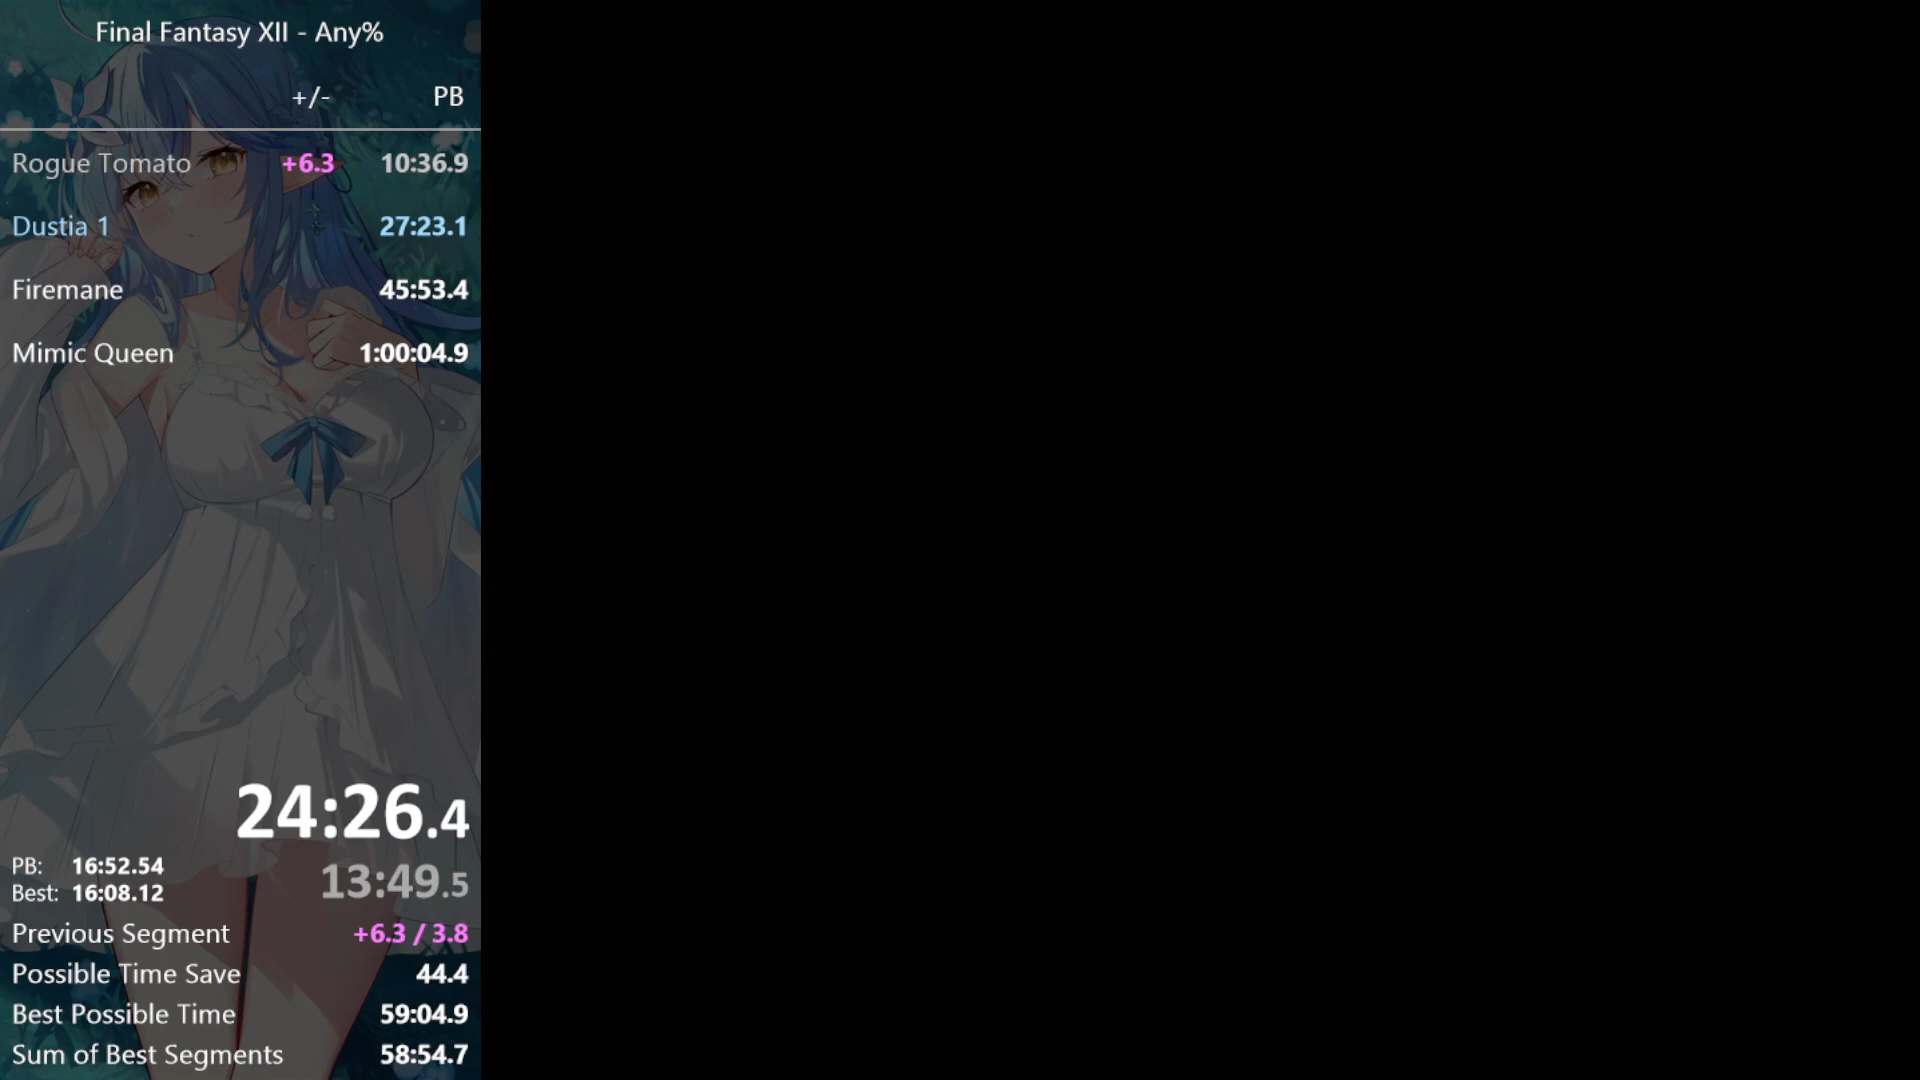 Final Fantasy XII - Any%
+/- PB
Rogue Tomato +6.3 10:36.9
Dustia 1 27:23.1
Firemane 45:53.4
Mimic Queen 1:00:04.9
24:26.4
PB: 16:52.54 13:49.5
Best: 16:08.12
Previous Segment +6.3 / 3.8
Possible Time Save 44.4
Best Possible Time 59:04.9
Sum of Best Segments 58:54.7